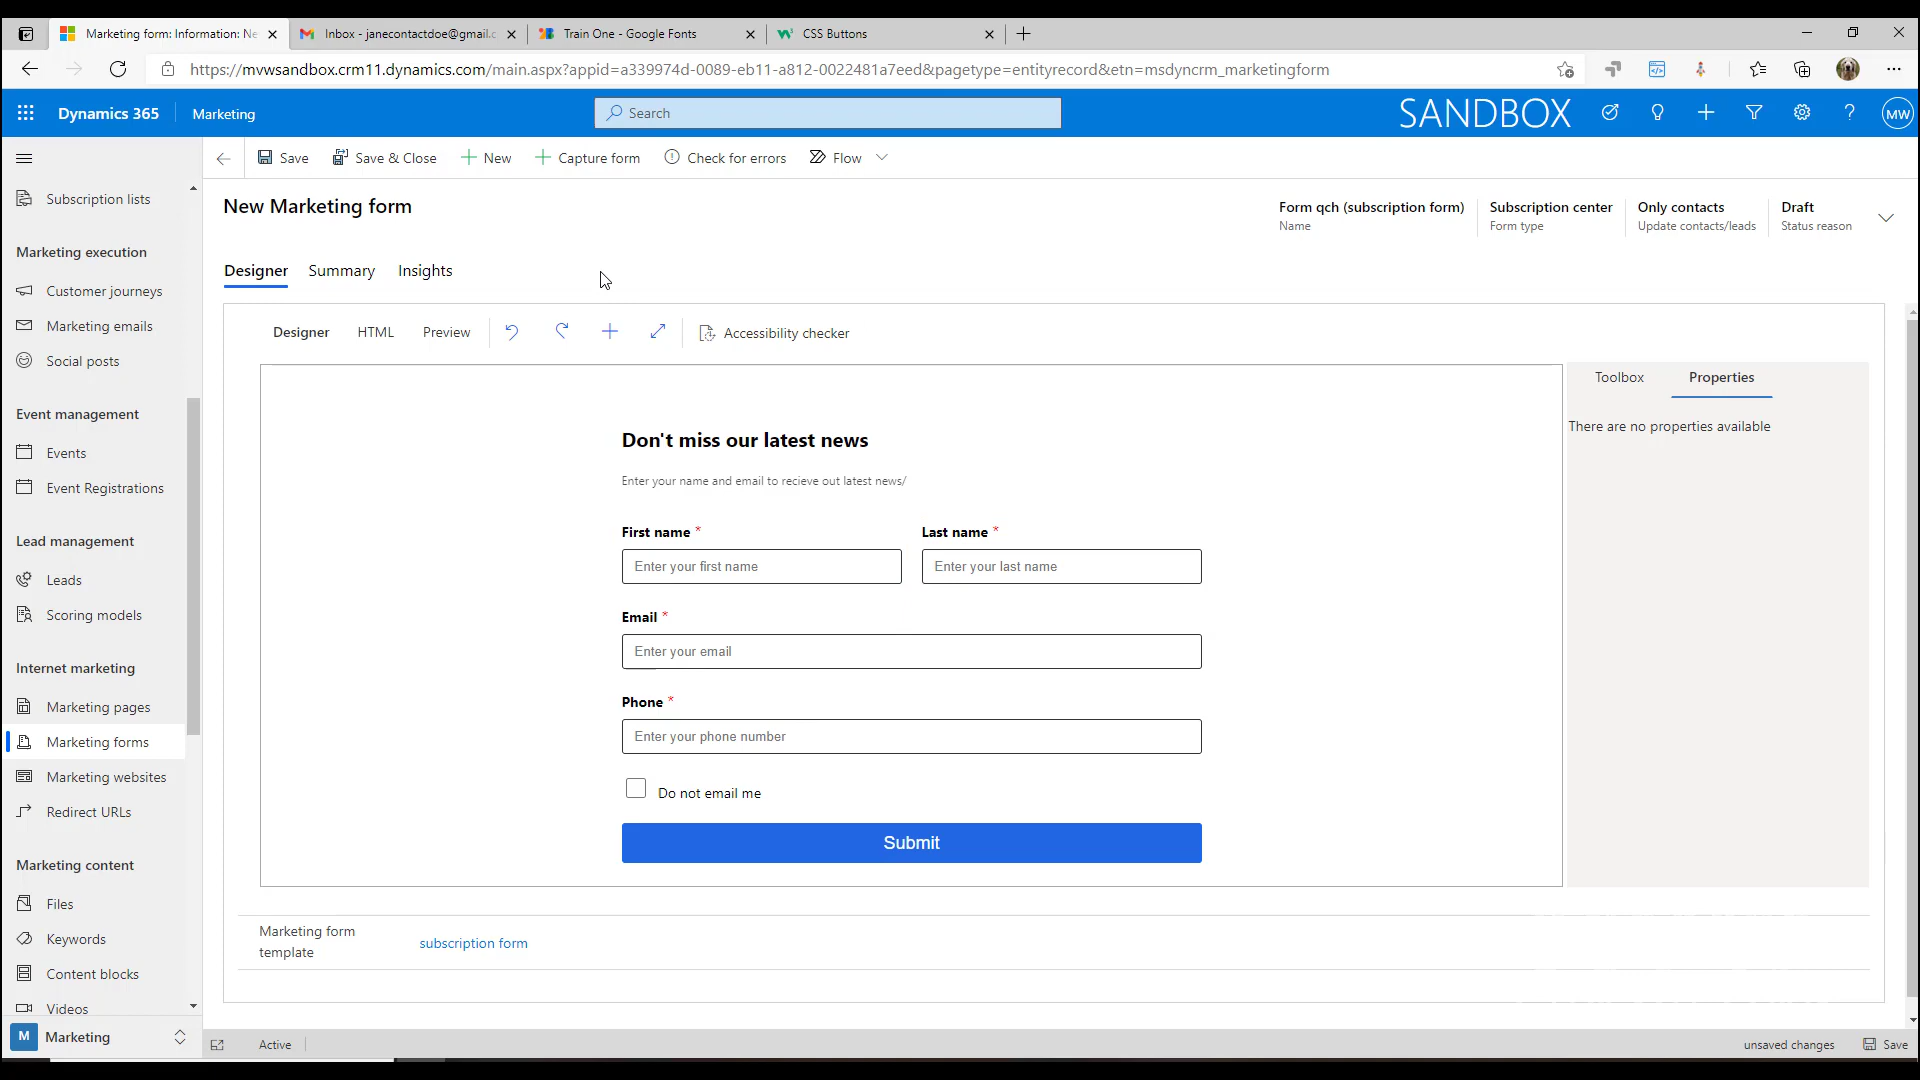 Marketing form: Information: Ne
Inbox - janecontactdoe@gmail.c
Train One - Google Fonts
CSS Buttons
https://mvwsandbox.crm11.dynamics.com/main.aspx?appid=a339974d-0089-eb11-a812-0022481a7eed&pagetype=entityrecord&etn=msdyncrm_marketingform
Dynamics 365
Marketing
Search
SANDBOX
MW
Save
Save & Close
New
Capture form
Check for errors
Flow
New Marketing form
Form qch (subscription form)
Name
Subscription center
Form type
Only contacts
Update contacts/leads
Draft
Status reason
Designer
Summary
Insights
Subscription lists
Marketing execution
Customer journeys
Marketing emails
Social posts
Event management
Events
Event Registrations
Lead management
Leads
Scoring models
Internet marketing
Marketing pages
Marketing forms
Marketing websites
Redirect URLs
Marketing content
Files
Keywords
Content blocks
Videos
M
Marketing
Designer
HTML
Preview
Accessibility checker
Toolbox
Properties
There are no properties available
Don't miss our latest news
Enter your name and email to recieve out latest news/
First name *
Last name *
Enter your first name
Enter your last name
Email *
Enter your email
Phone *
Enter your phone number
Do not email me
Submit
Marketing form
template
subscription form
Active
unsaved changes
Save